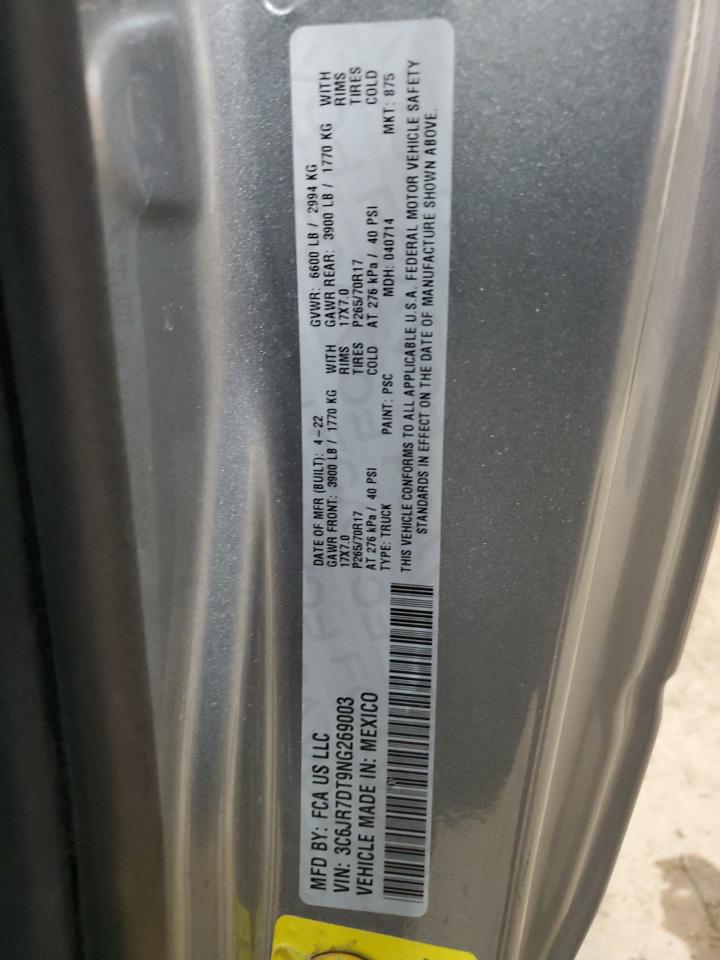 MFD BY: FCA US LLC
VIN: 3C6JR7DT9NG269003
VEHICLE MADE IN: MEXICO
DATE OF MFR (BUILT): 4-22 GVWR: 6600 LB / 2994 KG
GAWR FRONT: 3900 LB / 1770 KG WITH GAWR REAR: 3900 LB / 1770 KG WITH
17X7.0 RIMS 17X7.0 RIMS
P265/70R17 TIRES P265/70R17 TIRES
AT 276 kPa / 40 PSI COLD AT 276 kPa / 40 PSI COLD
TYPE: TRUCK PAINT: PSC MDH: 040714 MKT: 875
THIS VEHICLE CONFORMS TO ALL APPLICABLE U.S.A. FEDERAL MOTOR VEHICLE SAFETY
STANDARDS IN EFFECT ON THE DATE OF MANUFACTURE SHOWN ABOVE.